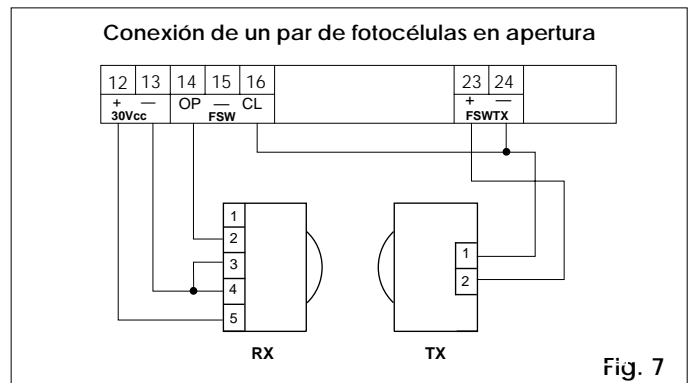 Conexión de un par de fotocélulas en apertura
12 13 14 15 16 23 24
+ — OP — CL + —
30Vcc FSW FSWTX
1
2
3
4
5
1
2
RX TX
Fig. 7